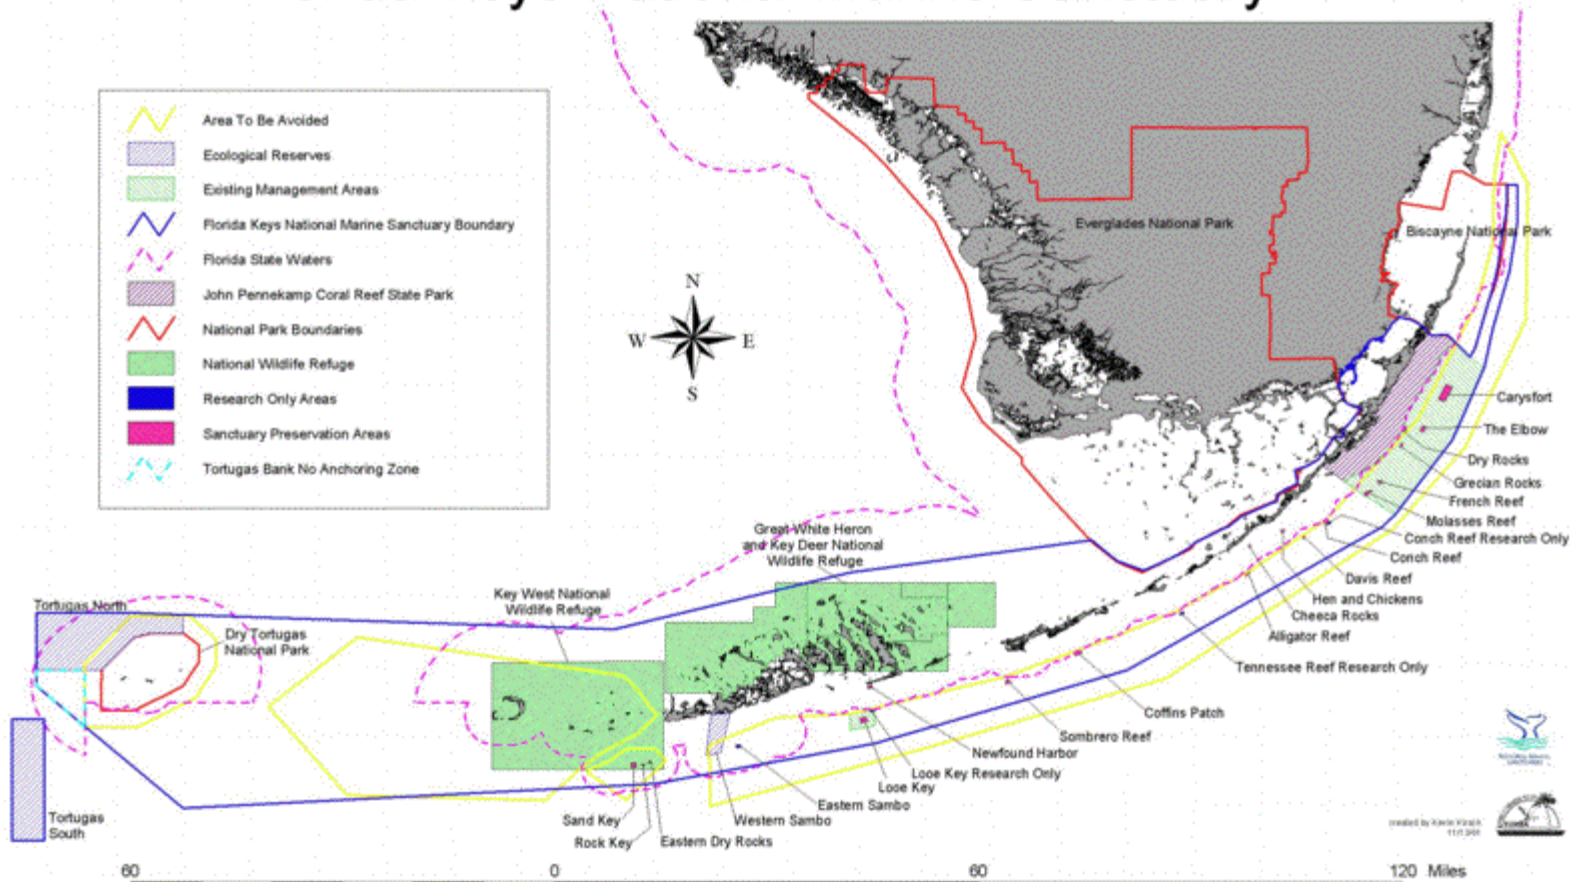 Area To Be Avoided
Ecological Reserves
Existing Management Areas
Florida Keys National Marine Sanctuary Boundary
Florida State Waters
John Pennekamp Coral Reef State Park
National Park Boundaries
National Wildlife Refuge
Research Only Areas
Sanctuary Preservation Areas
Tortugas Bank No Anchoring Zone
N
W E
S
Everglades National Park
Biscayne National Park
Carysfort
The Elbow
Dry Rocks
Grecian Rocks
French Reef
Molasses Reef
Conch Reef Research Only
Conch Reef
Davis Reef
Hen and Chickens
Cheeca Rocks
Alligator Reef
Tennessee Reef Research Only
Coffins Patch
Sombrero Reef
Newfound Harbor
Looe Key Research Only
Looe Key
Eastern Sambo
Western Sambo
Eastern Dry Rocks
Rock Key
Sand Key
Great White Heron
and Key Deer National
Wildlife Refuge
Key West National
Wildlife Refuge
Tortugas North
Dry Tortugas
National Park
Tortugas
South
created by Kevin
60 0 60 120 Miles